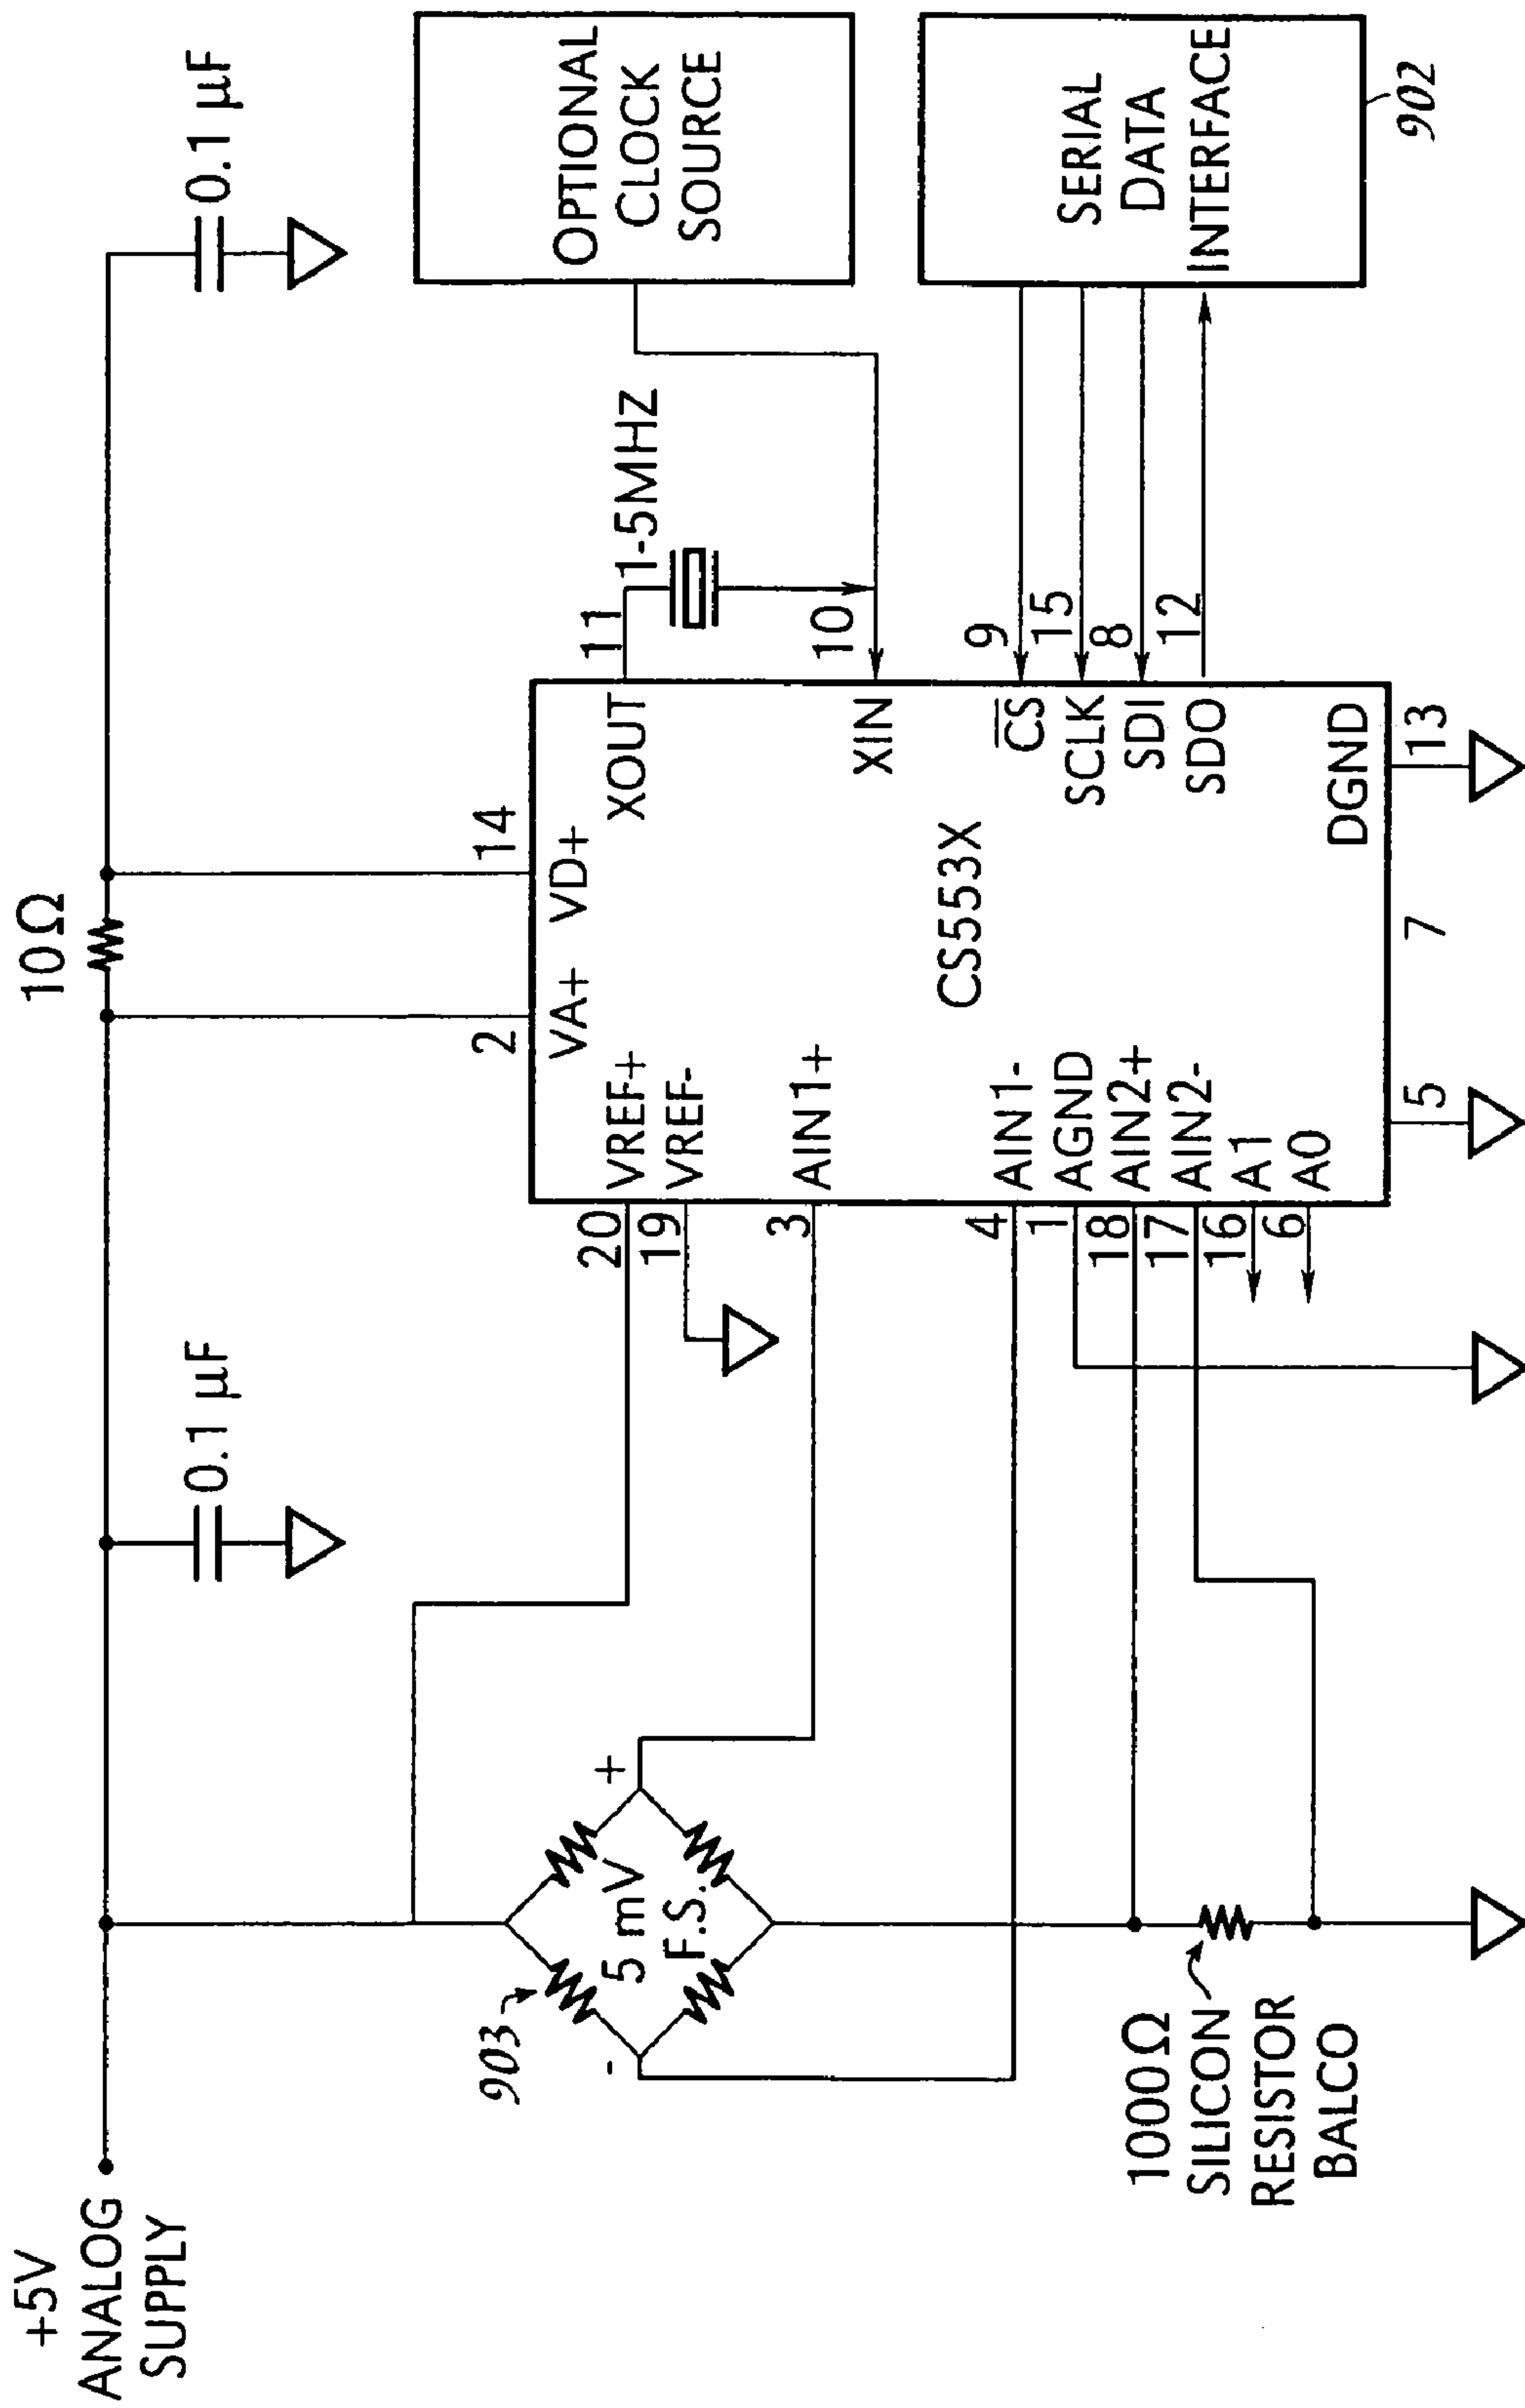 +5V
ANALOG
SUPPLY
10Ω
0.1 µF
0.1 µF
903
-
+
5 mV
F.S.
1000Ω
SILICON
RESISTOR
BALCO
2
14
VA+ VD+
20
VREF+
19
VREF-
3
AIN1+
4
AIN1-
1
AGND
18
AIN2+
17
AIN2-
16
A1
6
A0
CS553X
XOUT
11
1-5MHZ
XIN
10
C̅S̅
9
SCLK
15
SDI
8
SDO
12
DGND
5
7
13
OPTIONAL
CLOCK
SOURCE
SERIAL
DATA
INTERFACE
902